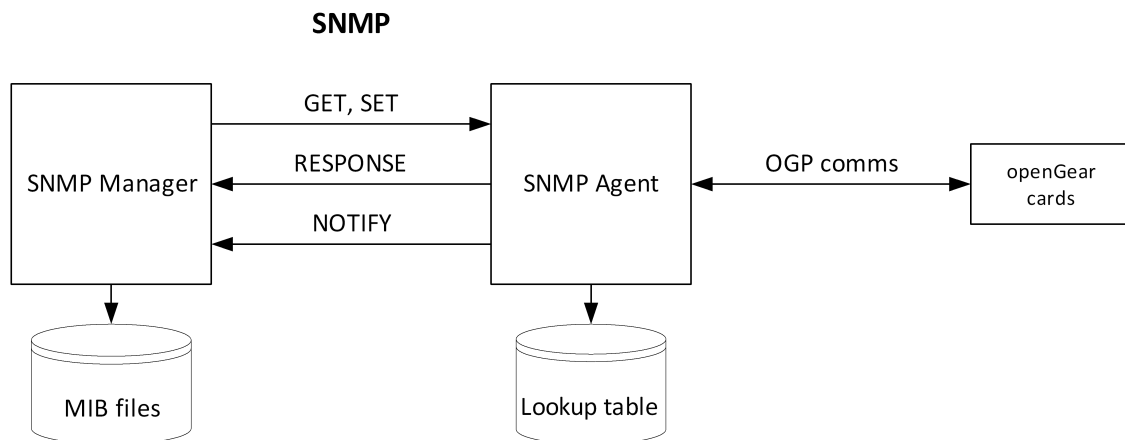 SNMP
GET, SET
SNMP Manager
RESPONSE
NOTIFY
SNMP Agent
OGP comms
openGear
cards
MIB files
Lookup table